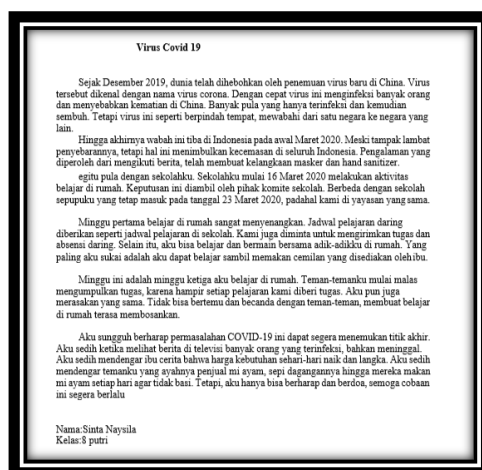 Virus Covid 19
Sejak Desember 2019, dunia telah dihebohkan oleh penemuan virus baru di China. Virus
tersebut dikenal dengan nama virus corona. Dengan cepat virus ini menginfeksi banyak orang
dan menyebabkan kematian di China. Banyak pula yang hanya terinfeksi dan kemudian
sembuh. Tetapi virus ini seperti berpindah tempat, mewabahi dari satu negara ke negara yang
lain.
Hingga akhirnya wabah ini tiba di Indonesia pada awal Maret 2020. Meski tampak lambat
penyebarannya, tetapi hal ini menimbulkan kecemasan di seluruh Indonesia. Pengalaman yang
diperoleh dari mengikuti berita, telah membuat kelangkaan masker dan hand sanitizer.
egitu pula dengan sekolahku. Sekolahku mulai 16 Maret 2020 melakukan aktivitas
belajar di rumah. Keputusan ini diambil oleh pihak komite sekolah. Berbeda dengan sekolah
sepupuku yang tetap masuk pada tanggal 23 Maret 2020, padahal kami di yayasan yang sama.
Minggu pertama belajar di rumah sangat menyenangkan. Jadwal pelajaran daring
diberikan seperti jadwal pelajaran di sekolah. Kami juga diminta untuk mengirimkan tugas dan
absensi daring. Selain itu, aku bisa belajar dan bermain bersama adik-adikku di rumah. Yang
paling aku sukai adalah aku dapat belajar sambil memakan cemilan yang disediakan oleh ibu.
Minggu ini adalah minggu ketiga aku belajar di rumah. Teman-temanku mulai malas
mengumpulkan tugas, karena hampir setiap pelajaran kami diberi tugas. Aku pun juga
merasakan yang sama. Tidak bisa bertemu dan becanda dengan teman-teman, membuat belajar
di rumah terasa membosankan.
Aku sungguh berharap permasalahan COVID-19 ini dapat segera menemukan titik akhir.
Aku sedih ketika melihat berita di televisi banyak orang yang terinfeksi, bahkan meninggal.
Aku sedih mendengar ibu cerita bahwa harga kebutuhan sehari-hari naik dan langka. Aku sedih
mendengar temanku yang ayahnya penjual mi ayam, sepi dagangannya hingga mereka makan
mi ayam setiap hari agar tidak basi. Tetapi, aku hanya bisa berharap dan berdoa, semoga cobaan
ini segera berlalu
Nama:Sinta Naysila
Kelas:8 putri